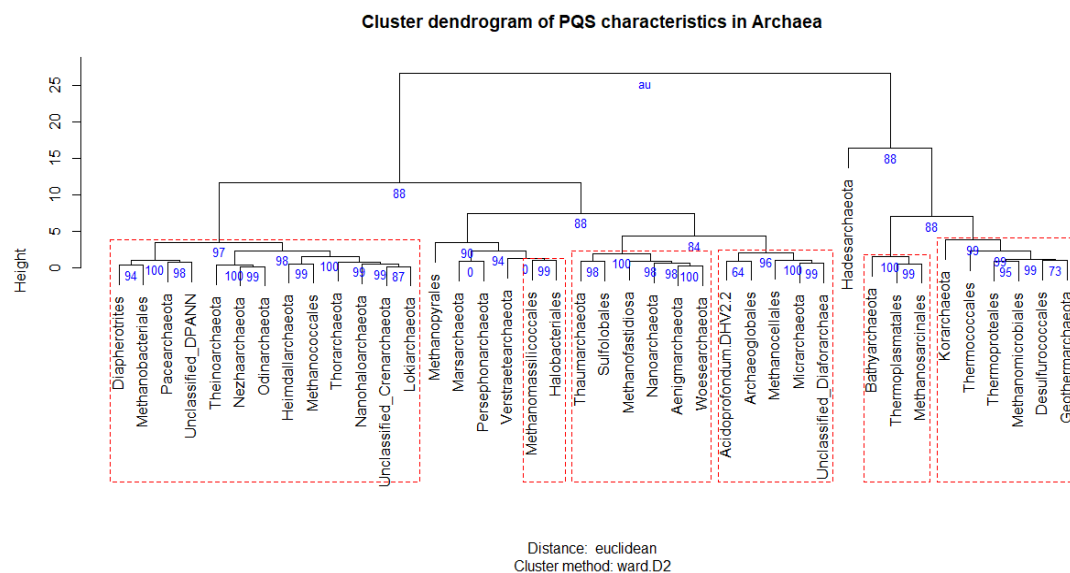 Cluster dendrogram of PQS characteristics in Archaea
Height
0
5
10
15
20
25
au
88
88
88
88
97
90
84
99
94
100
98
100
99
98
99
100
99
99
87
0
94
0
99
98
100
98
98
100
64
96
100
99
100
99
99
95
99
73
Diapherotrites
Methanobacteriales
Pacearchaeota
Unclassified_DPANN
Theinoarchaeota
Nezhaarchaeota
Odinarchaeota
Heimdallarchaeota
Methanococcales
Thorarchaeota
Nanohaloarchaeota
Unclassified_Crenarchaeota
Lokiarchaeota
Methanopyrales
Marsarchaeota
Persephonarchaeota
Verstraetearchaeota
Methanomassilicoccales
Halobacteriales
Thaumarchaeota
Sulfolobales
Methanofastidiosa
Nanoarchaeota
Aenigmarchaeota
Woesearchaeota
Acidoprofondum.DHV2.2
Archaeoglobales
Methanocellales
Micrarchaeota
Unclassified_Diaforarchaea
Hadesarchaeota
Bathyarchaeota
Thermoplasmatales
Methanosarcinales
Korarchaeota
Thermococcales
Thermoproteales
Methanomicrobiales
Desulfurococcales
Geothermarchaeota
Distance: euclidean
Cluster method: ward.D2